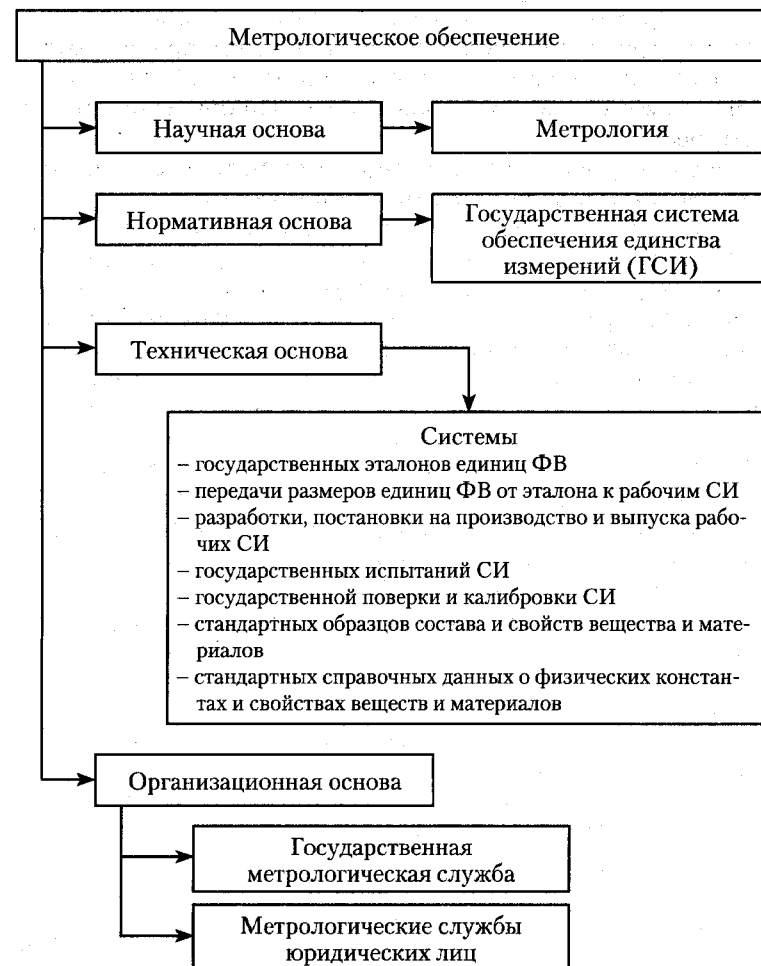 Метрологическое обеспечение
Научная основа
Метрология
Нормативная основа
Государственная система
обеспечения единства
измерений (ГСИ)
Техническая основа
Системы
– государственных эталонов единиц ФВ
– передачи размеров единиц ФВ от эталона к рабочим СИ
– разработки, постановки на производство и выпуска рабо-
чих СИ
– государственных испытаний СИ
– государственной поверки и калибровки СИ
– стандартных образцов состава и свойств вещества и мате-
риалов
– стандартных справочных данных о физических констан-
тах и свойствах веществ и материалов
Организационная основа
Государственная
метрологическая служба
Метрологические службы
юридических лиц